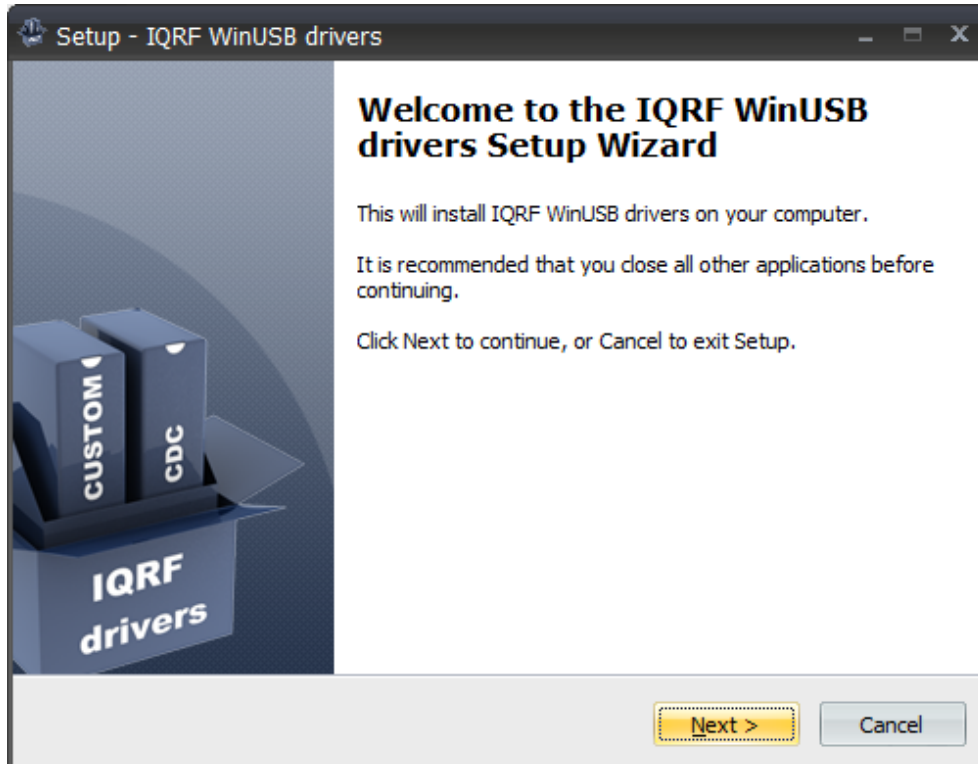 Setup - IQRF WinUSB drivers
Welcome to the IQRF WinUSB
drivers Setup Wizard
This will install IQRF WinUSB drivers on your computer.
It is recommended that you close all other applications before
continuing.
Click Next to continue, or Cancel to exit Setup.
CUSTOM
CDC
IQRF
drivers
Next >
Cancel